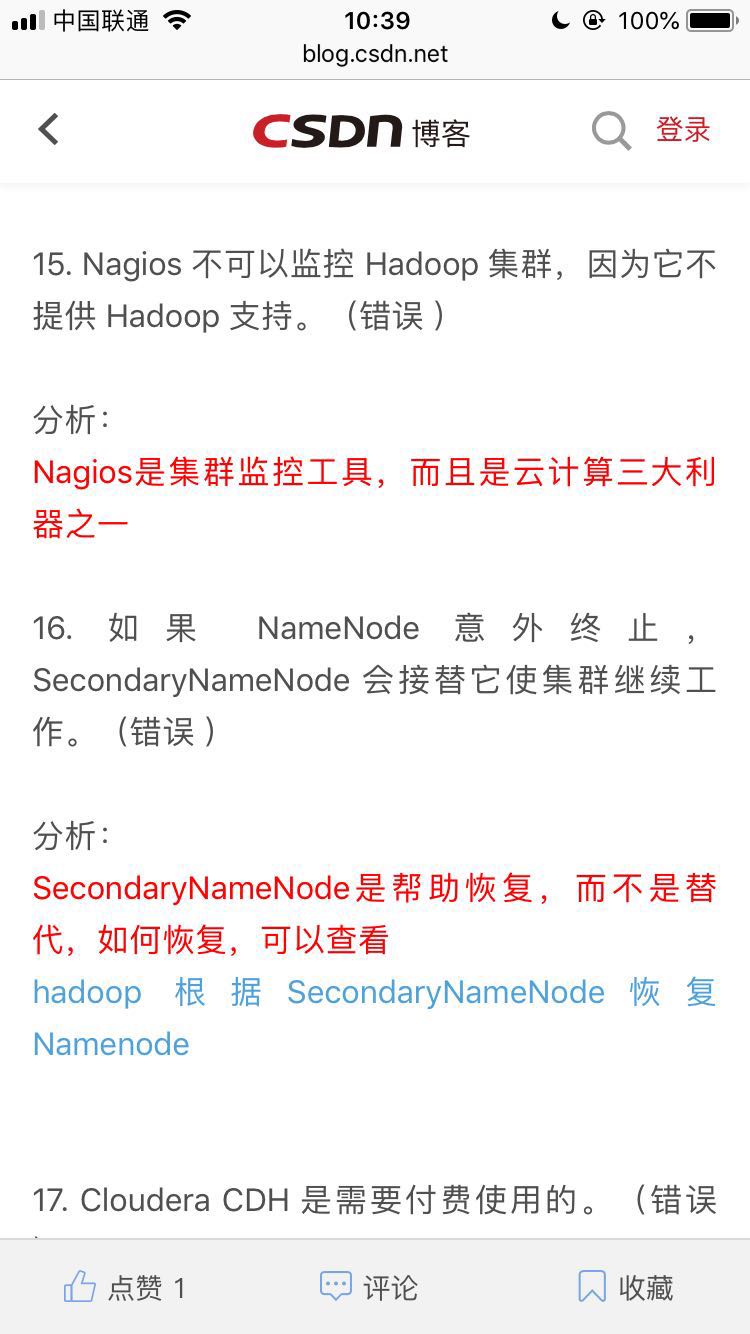 中国联通 10:39 100%
blog.csdn.net
CSDN 博客 登录
15. Nagios 不可以监控 Hadoop 集群，因为它不
提供 Hadoop 支持。（错误 ）
分析：
Nagios是集群监控工具，而且是云计算三大利
器之一
16. 如果 NameNode 意外终止，
SecondaryNameNode 会接替它使集群继续工
作。（错误 ）
分析：
SecondaryNameNode是帮助恢复，而不是替
代，如何恢复，可以查看
hadoop 根据 SecondaryNameNode 恢复
Namenode
17. Cloudera CDH 是需要付费使用的。（错误
点赞 1 评论 收藏